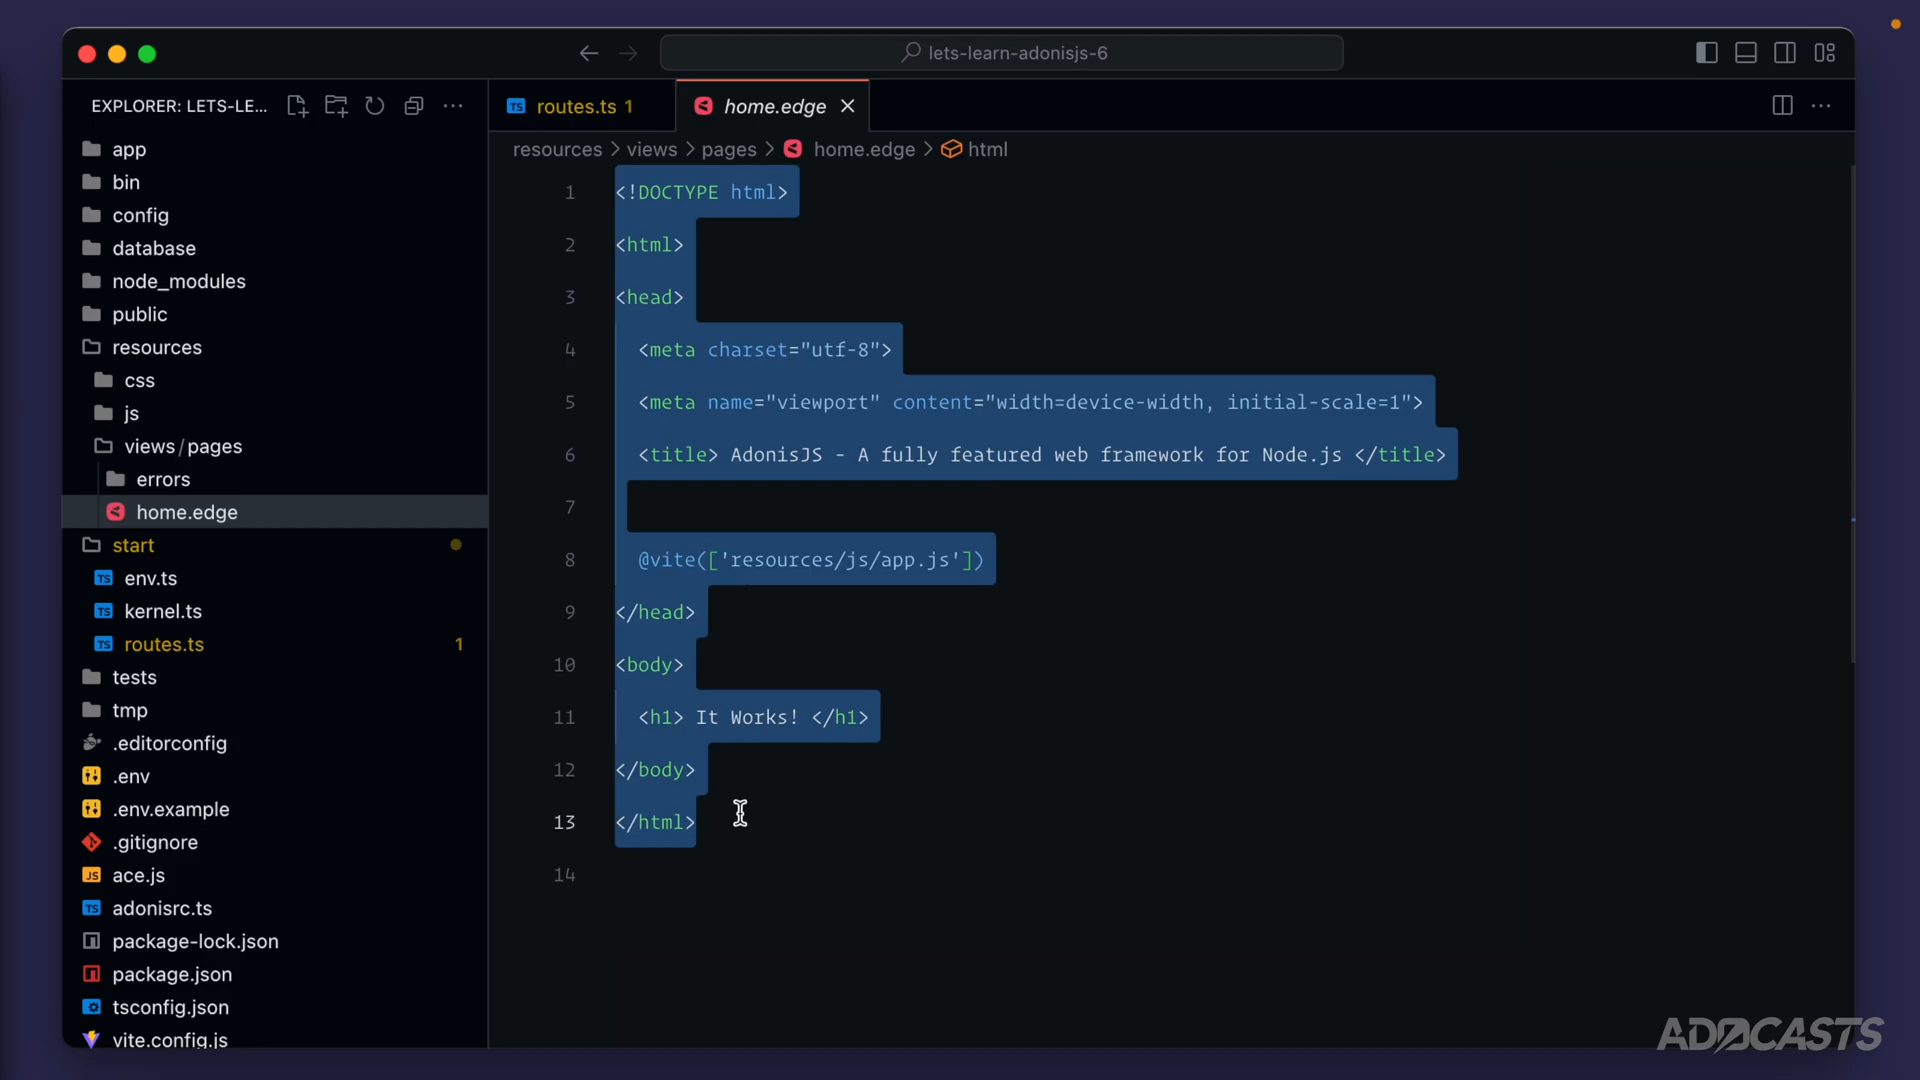 lets-learn-adonisjs-6
EXPLORER: LETS-LE...
app
bin
config
database
node_modules
public
resources
css
js
views/pages
errors
home.edge
start
TS env.ts
TS kernel.ts
TS routes.ts 1
tests
tmp
.editorconfig
.env
.env.example
.gitignore
JS ace.js
TS adonisrc.ts
package-lock.json
package.json
tsconfig.json
vite.config.js
TS routes.ts 1
home.edge
resources > views > pages > home.edge > html
1 <!DOCTYPE html>
2 <html>
3 <head>
4 <meta charset="utf-8">
5 <meta name="viewport" content="width=device-width, initial-scale=1">
6 <title> AdonisJS - A fully featured web framework for Node.js </title>
7
8 @vite(['resources/js/app.js'])
9 </head>
10 <body>
11 <h1> It Works! </h1>
12 </body>
13 </html>
14
ADOCASTS